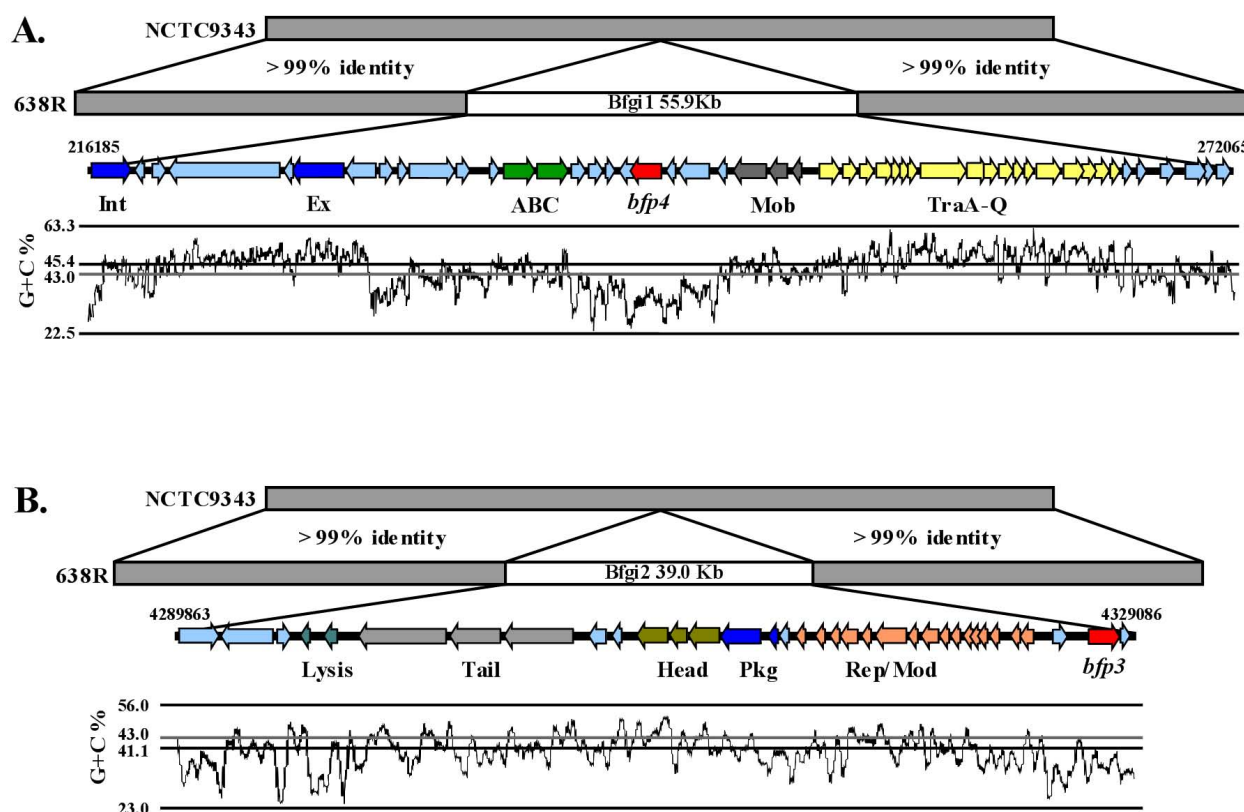 A.
NCTC9343
> 99% identity > 99% identity
638R
Bfgi1 55.9Kb
216185 272065
Int Ex ABC bfp4 Mob TraA-Q
63.3
45.4
43.0
22.5
G+C %
B.
NCTC9343
> 99% identity > 99% identity
638R
Bfgi2 39.0 Kb
4289863 4329086
Lysis Tail Head Pkg Rep/Mod bfp3
56.0
43.0
41.1
23.0
G+C %